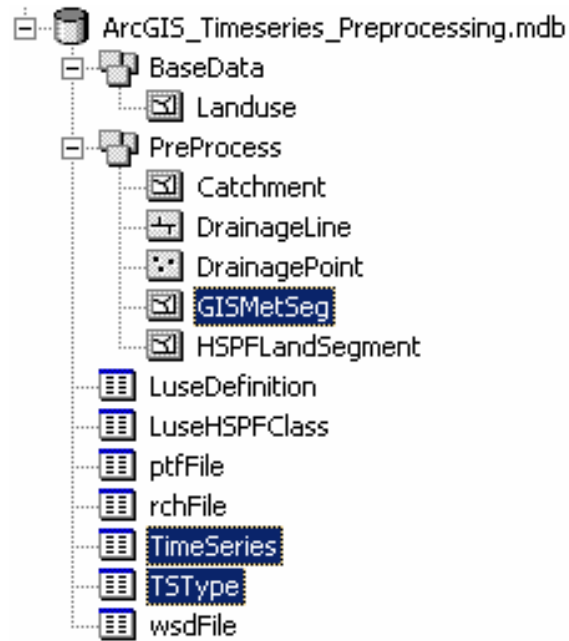 ArcGIS_Timeseries_Preprocessing.mdb
BaseData
Landuse
PreProcess
Catchment
DrainageLine
DrainagePoint
GISMetSeg
HSPFLandSegment
LuseDefinition
LuseHSPFClass
ptfFile
rchFile
TimeSeries
TSType
wsdFile